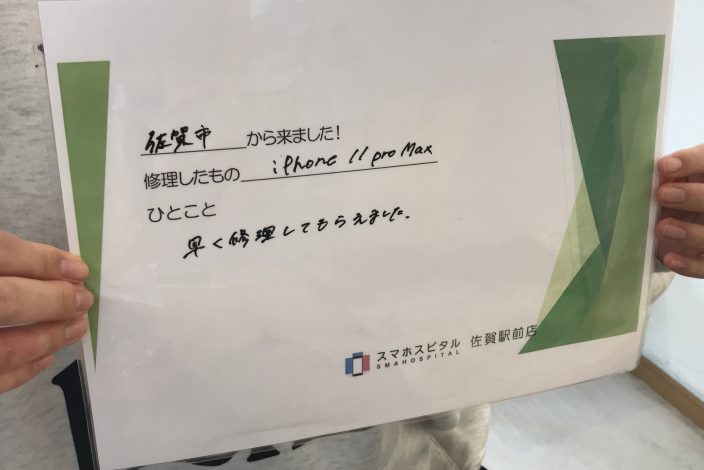 佐賀市から来ました!
修理したもの iPhone 11 pro Max
ひとこと
早く修理してもらえました。
スマホスピタル 佐賀駅前店
SMAHOSPITAL